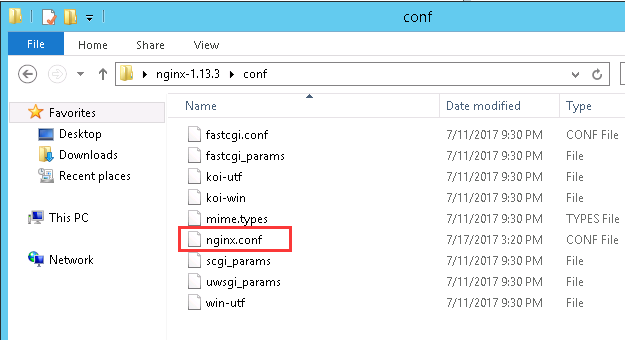 conf
File Home Share View
nginx-1.13.3 conf
Name Date modified Type
Favorites
Desktop
Downloads
Recent places
This PC
Network
fastcgi.conf 7/11/2017 9:30 PM CONF File
fastcgi_params 7/11/2017 9:30 PM File
koi-utf 7/11/2017 9:30 PM File
koi-win 7/11/2017 9:30 PM File
mime.types 7/11/2017 9:30 PM TYPES File
nginx.conf 7/17/2017 3:20 PM CONF File
scgi_params 7/11/2017 9:30 PM File
uwsgi_params 7/11/2017 9:30 PM File
win-utf 7/11/2017 9:30 PM File